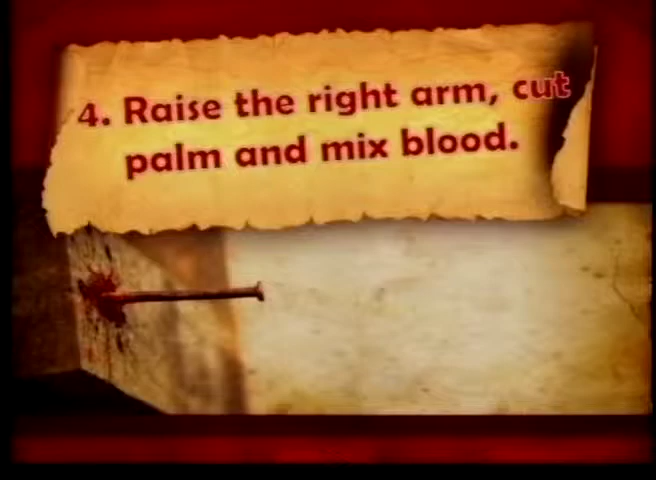 4. Raise the right arm, cut
palm and mix blood.